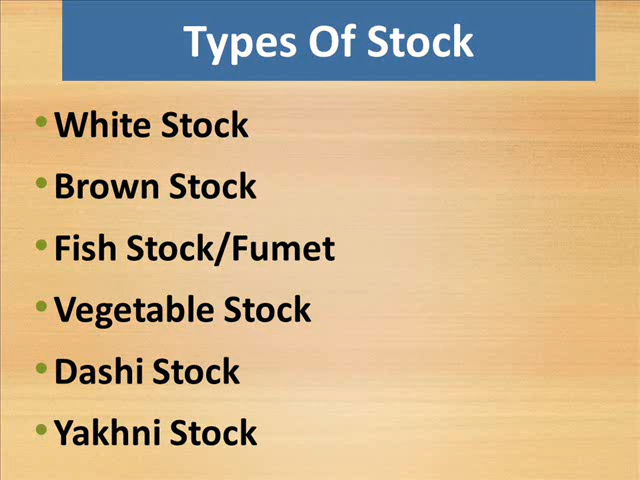 Types Of Stock
• White Stock
• Brown Stock
• Fish Stock/Fumet
• Vegetable Stock
• Dashi Stock
• Yakhni Stock